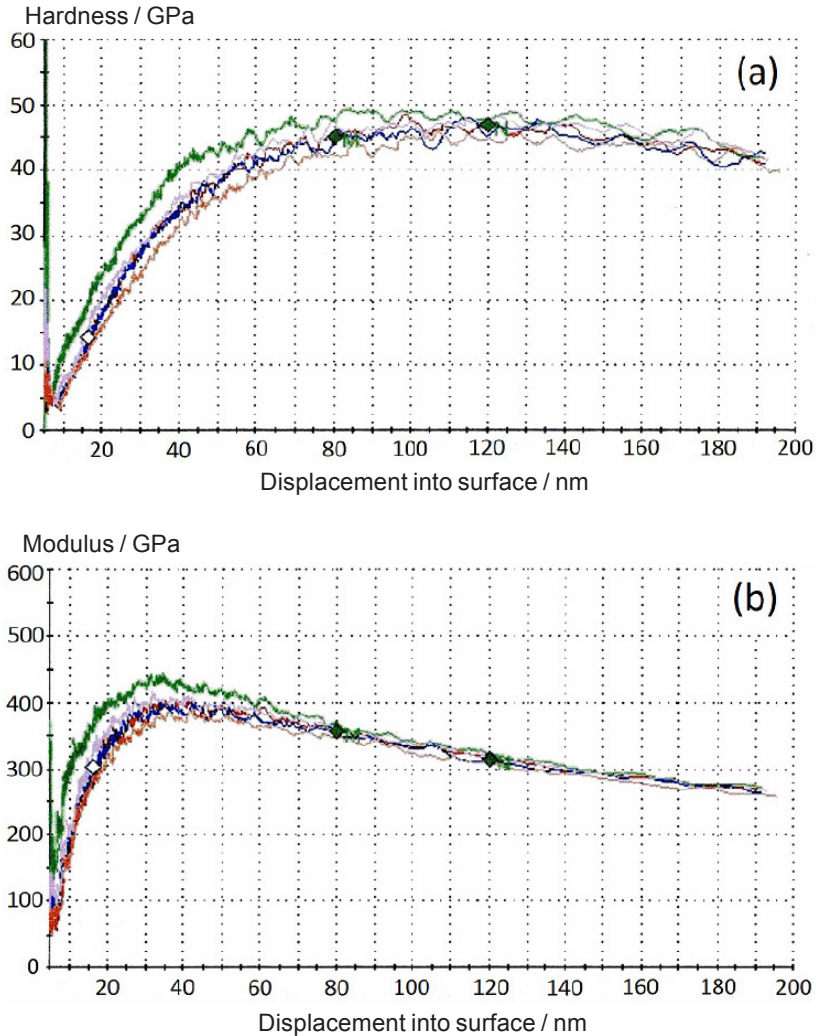 Hardness / GPa
60
(a)
50
40
30
20
10
0
20 40 60 80 100 120 140 160 180 200
Displacement into surface / nm
Modulus / GPa
600
(b)
500
400
300
200
100
0
20 40 60 80 100 120 140 160 180 200
Displacement into surface / nm